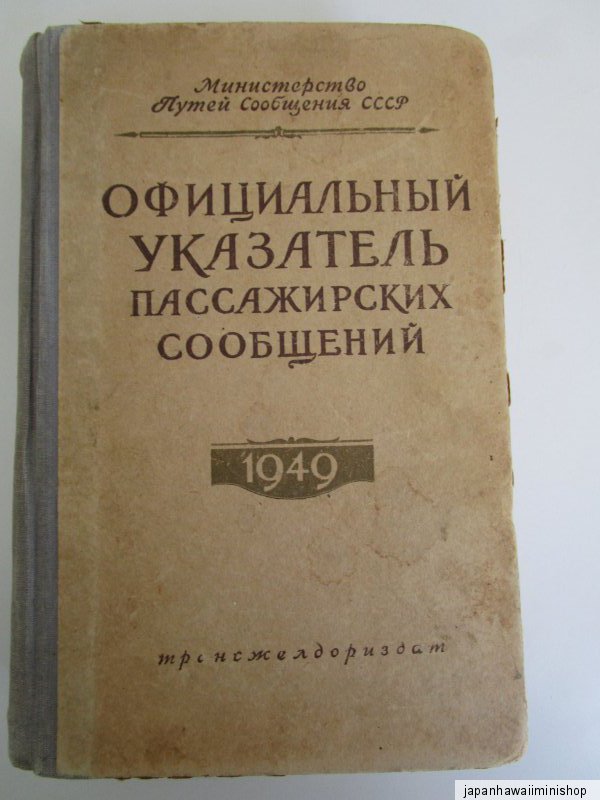 Министерство
Путей Сообщения СССР
ОФИЦИАЛЬНЫЙ
УКАЗАТЕЛЬ
ПАССАЖИРСКИХ
СООБЩЕНИЙ
1949
трансжелдориздат
japanhawaiiminishop